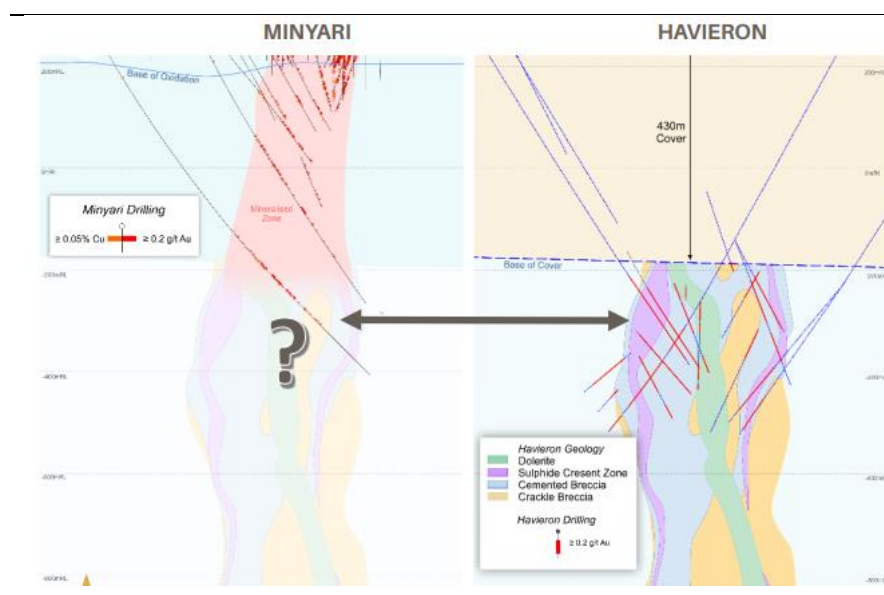 MINYARI
HAVIERON
200mRL
Base of Oxidation
Minyari Drilling
≥ 0.05% Cu ≥ 0.2 g/t Au
Mineralised
Zone
?
430m
Cover
Base of Cover
Havieron Geology
Dolerite
Sulphide Cresent Zone
Cemented Breccia
Crackle Breccia
Havieron Drilling
≥ 0.2 g/t Au